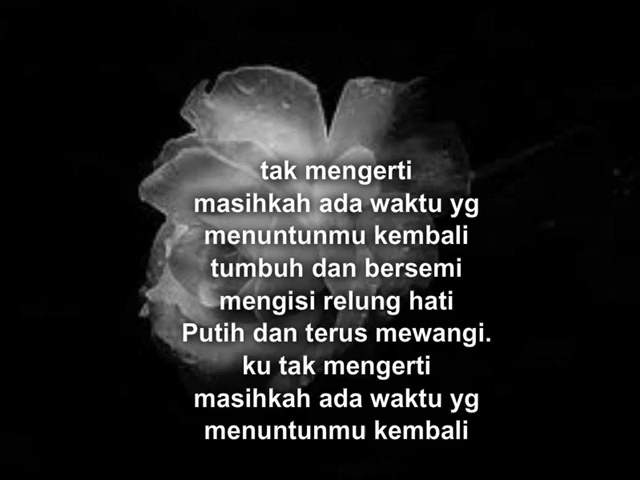 tak mengerti
masihkah ada waktu yg
menuntunmu kembali
tumbuh dan bersemi
mengisi relung hati
Putih dan terus mewangi.
ku tak mengerti
masihkah ada waktu yg
menuntunmu kembali